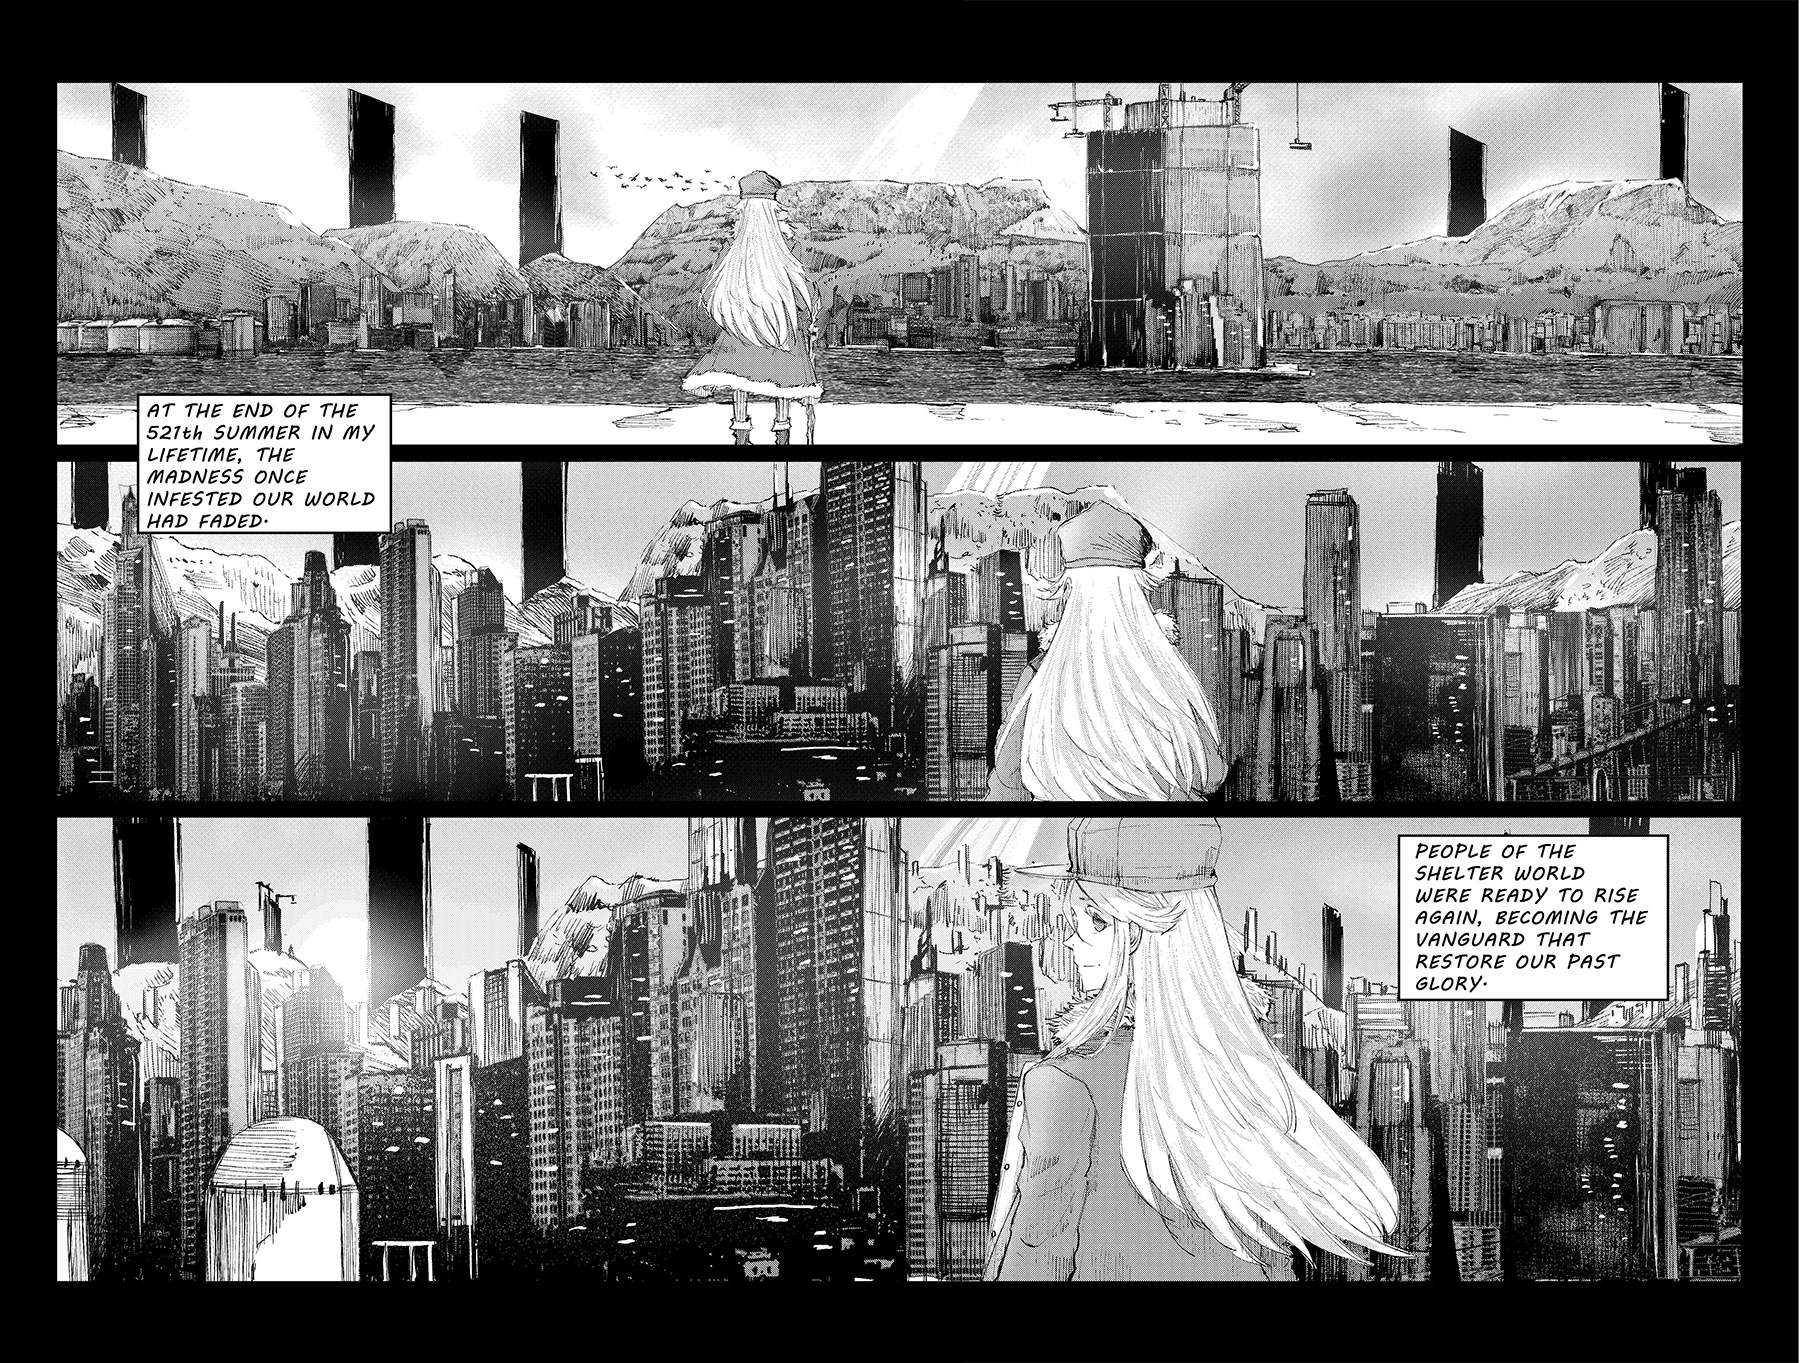 AT THE END OF THE
521th SUMMER IN MY
LIFETIME, THE
MADNESS ONCE
INFESTED OUR WORLD
HAD FADED.
PEOPLE OF THE
SHELTER WORLD
WERE READY TO RISE
AGAIN, BECOMING THE
VANGUARD THAT
RESTORE OUR PAST
GLORY.